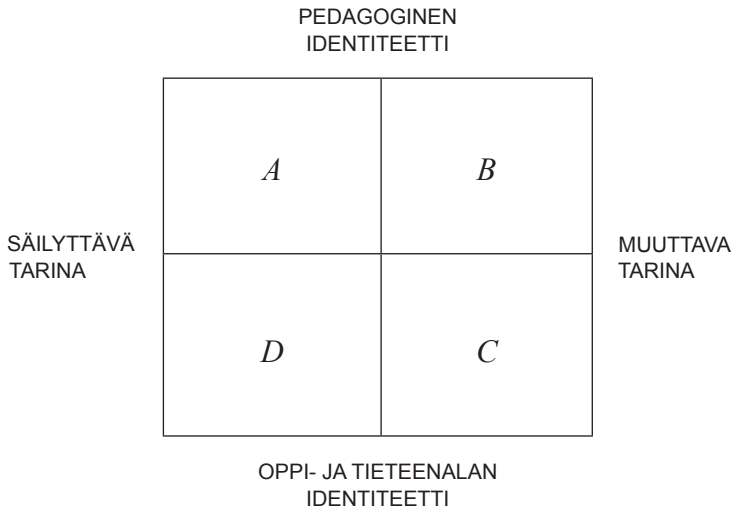 PEDAGOGINEN
IDENTITEETTI
A
B
SÄILYTTÄVÄ
TARINA
MUUTTAVA
TARINA
D
C
OPPI- JA TIETEENALAN
IDENTITEETTI